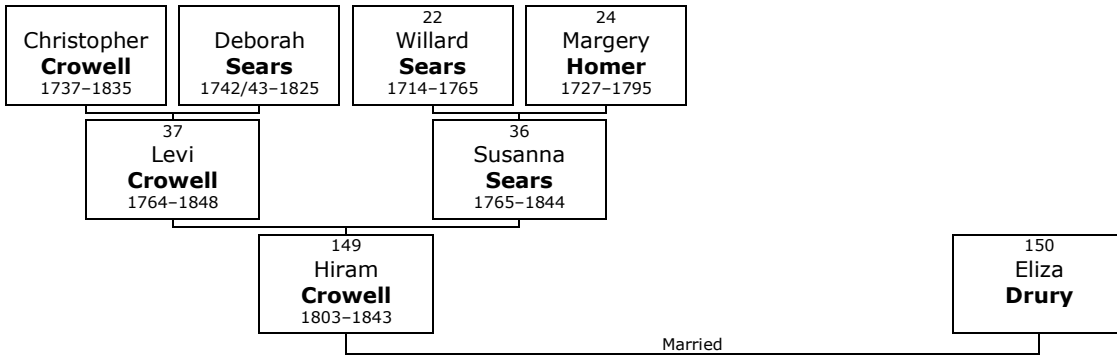 Christopher
Crowell
1737–1835
Deborah
Sears
1742/43–1825
22
Willard
Sears
1714–1765
24
Margery
Homer
1727–1795
37
Levi
Crowell
1764–1848
36
Susanna
Sears
1765–1844
149
Hiram
Crowell
1803–1843
150
Eliza
Drury
Married